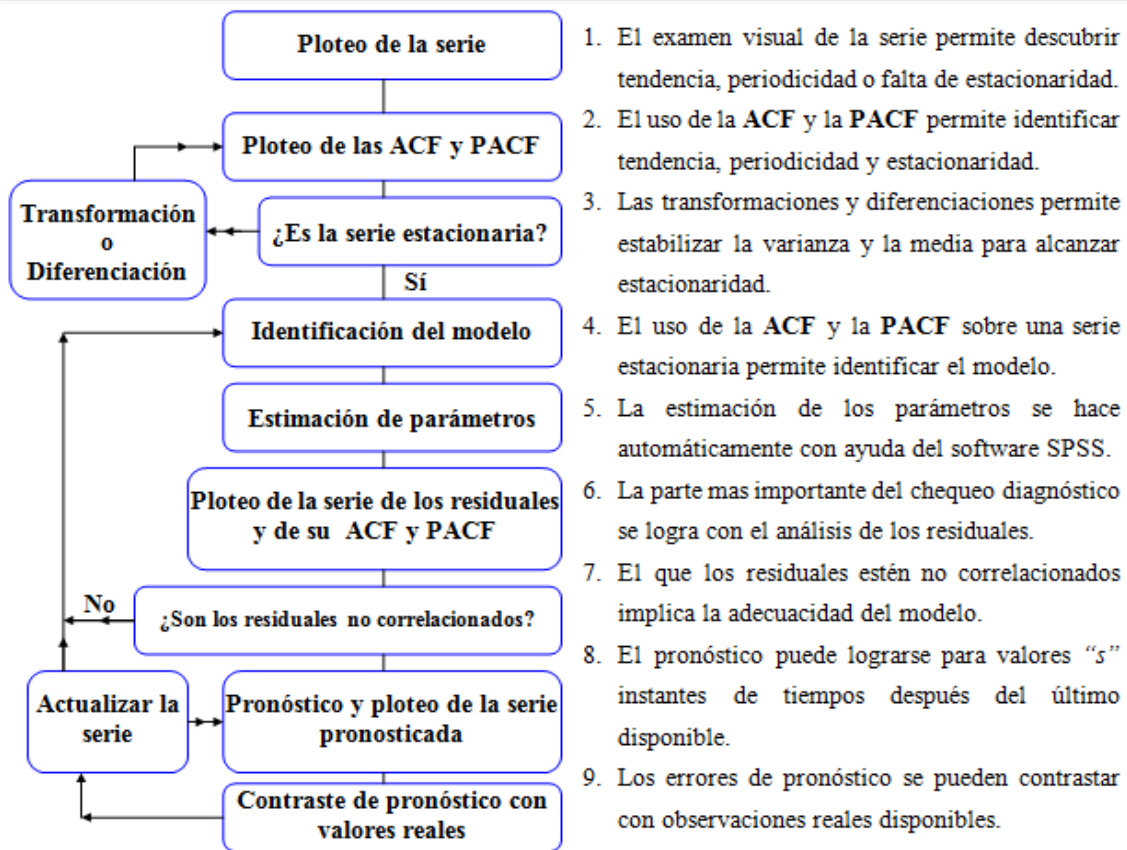 Ploteo de la serie
Ploteo de las ACF y PACF
Transformación
o
Diferenciación
¿Es la serie estacionaria?
Sí
Identificación del modelo
Estimación de parámetros
Ploteo de la serie de los residuales
y de su ACF y PACF
No
¿Son los residuales no correlacionados?
Actualizar la
serie
Pronóstico y ploteo de la serie
pronosticada
Contraste de pronóstico con
valores reales
1. El examen visual de la serie permite descubrir
tendencia, periodicidad o falta de estacionaridad.
2. El uso de la ACF y la PACF permite identificar
tendencia, periodicidad y estacionaridad.
3. Las transformaciones y diferenciaciones permite
estabilizar la varianza y la media para alcanzar
estacionaridad.
4. El uso de la ACF y la PACF sobre una serie
estacionaria permite identificar el modelo.
5. La estimación de los parámetros se hace
automáticamente con ayuda del software SPSS.
6. La parte mas importante del chequeo diagnóstico
se logra con el análisis de los residuales.
7. El que los residuales estén no correlacionados
implica la adecuacidad del modelo.
8. El pronóstico puede lograrse para valores “s”
instantes de tiempos después del último
disponible.
9. Los errores de pronóstico se pueden contrastar
con observaciones reales disponibles.